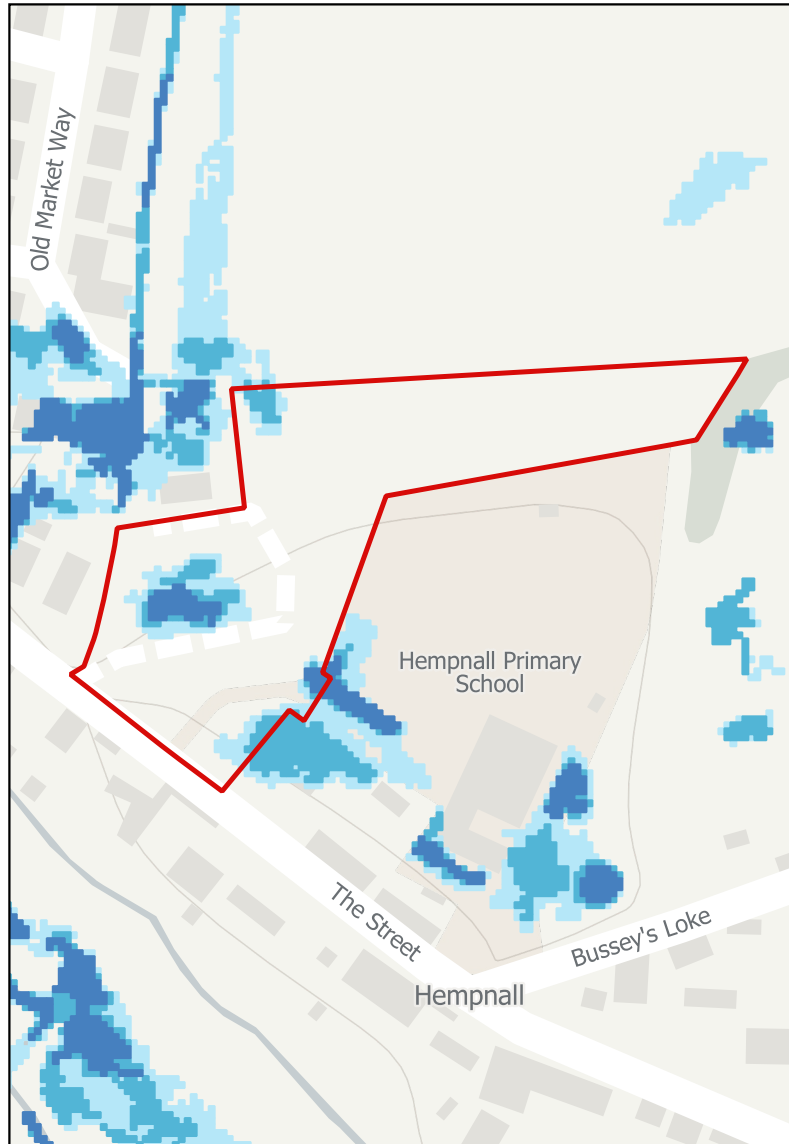 Old Market Way
Hempnall Primary
School
The Street
Bussey's Loke
Hempnall